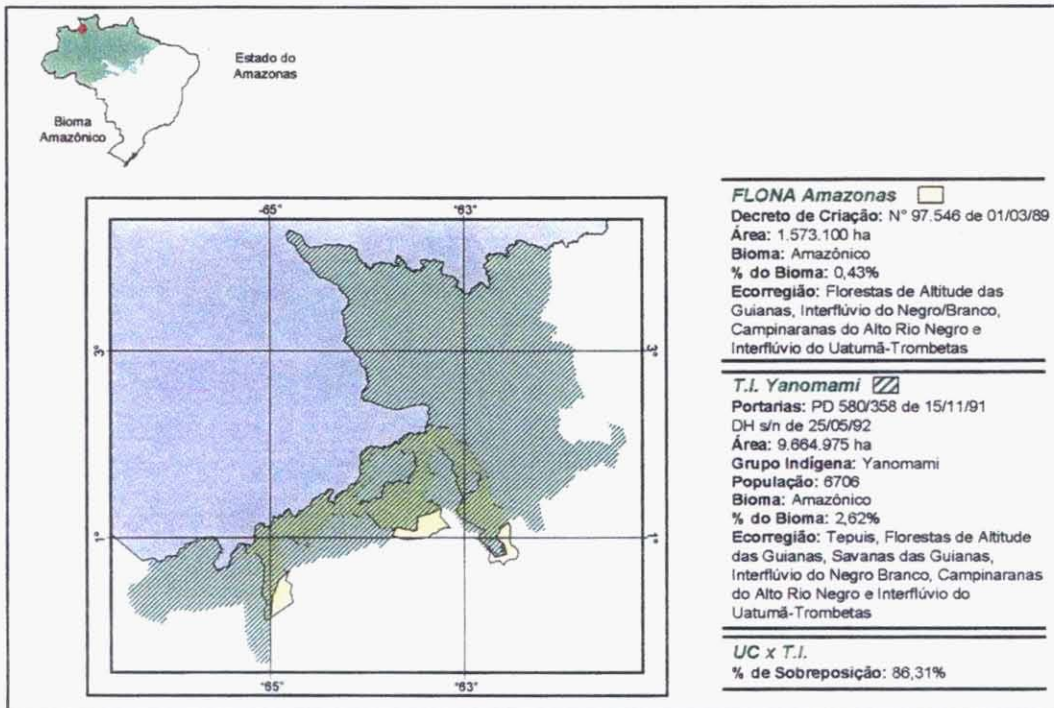 Estado do
Amazonas
Bioma
Amazônico
-65° °63
3° 3°
1° 1°
°65° °63°
FLONA Amazonas
Decreto de Criação: N° 97.546 de 01/03/89
Área: 1.573.100 ha
Bioma: Amazônico
% do Bioma: 0,43%
Ecorregião: Florestas de Altitude das
Guianas, Interflúvio do Negro/Branco,
Campinaranas do Alto Rio Negro e
Interflúvio do Uatumã-Trombetas
T.I. Yanomami
Portarias: PD 580/358 de 15/11/91
DH s/n de 25/05/92
Área: 9.664.975 ha
Grupo Indígena: Yanomami
População: 6706
Bioma: Amazônico
% do Bioma: 2,62%
Ecorregião: Tepuis, Florestas de Altitude
das Guianas, Savanas das Guianas,
Interflúvio do Negro Branco, Campinaranas
do Alto Rio Negro e Interflúvio do
Uatumã-Trombetas
UC x T.I.
% de Sobreposição: 86,31%